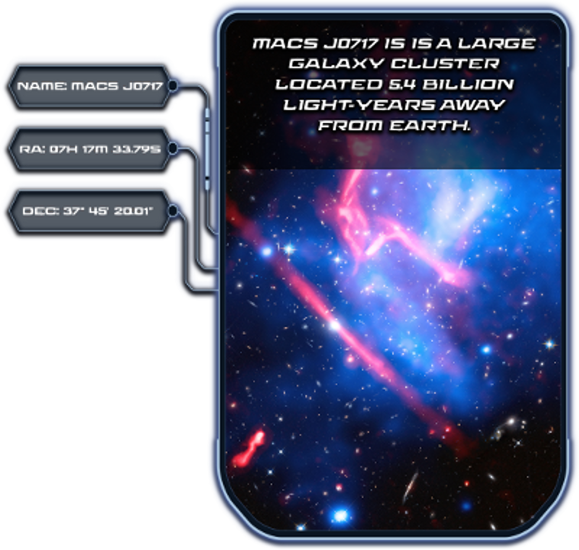 MACS J0717 IS IS A LARGE
GALAXY CLUSTER
LOCATED 5.4 BILLION
LIGHT-YEARS AWAY
FROM EARTH.
NAME: MACS J0717
RA: 07H 17M 33.79S
DEC: 37° 45' 20.01"